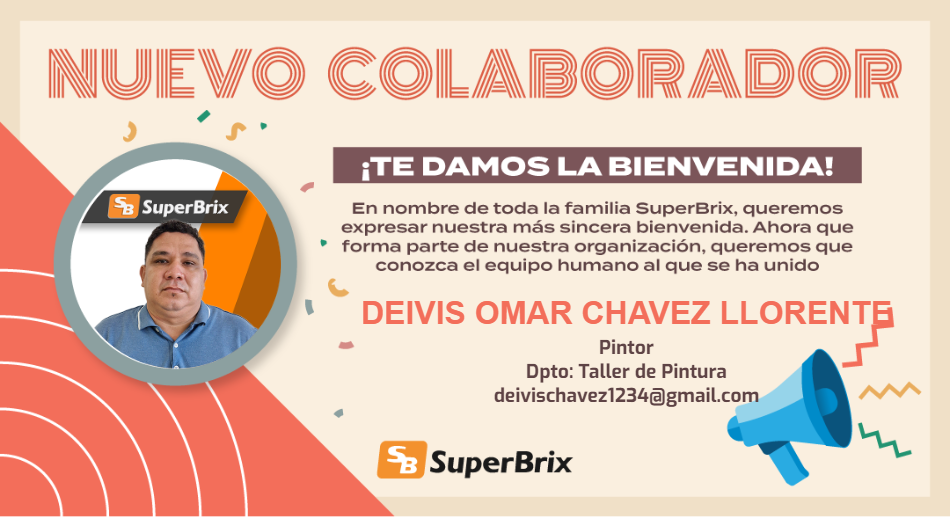 NUEVO COLABORADOR
¡TE DAMOS LA BIENVENIDA!
SB SuperBrix
En nombre de toda la familia SuperBrix, queremos
expresar nuestra más sincera bienvenida. Ahora que
forma parte de nuestra organización, queremos que
conozca el equipo humano al que se ha unido
DEIVIS OMAR CHAVEZ LLORENTE
Pintor
Dpto: Taller de Pintura
deivischavez1234@gmail.com
SB SuperBrix